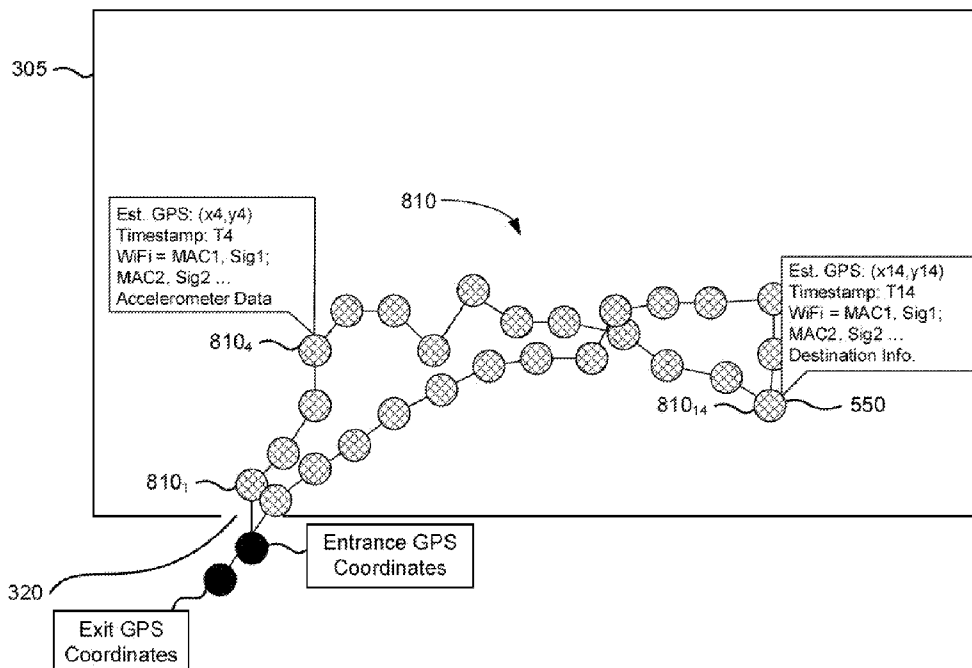 305
810
Est. GPS: (x4,y4)
Timestamp: T4
WiFi = MAC1, Sig1;
MAC2, Sig2 ...
Accelerometer Data
Est. GPS: (x14,y14)
Timestamp: T14
WiFi = MAC1, Sig1;
MAC2, Sig2 ...
Destination Info.
810₄
810₁₄
550
810₁
Entrance GPS
Coordinates
320
Exit GPS
Coordinates